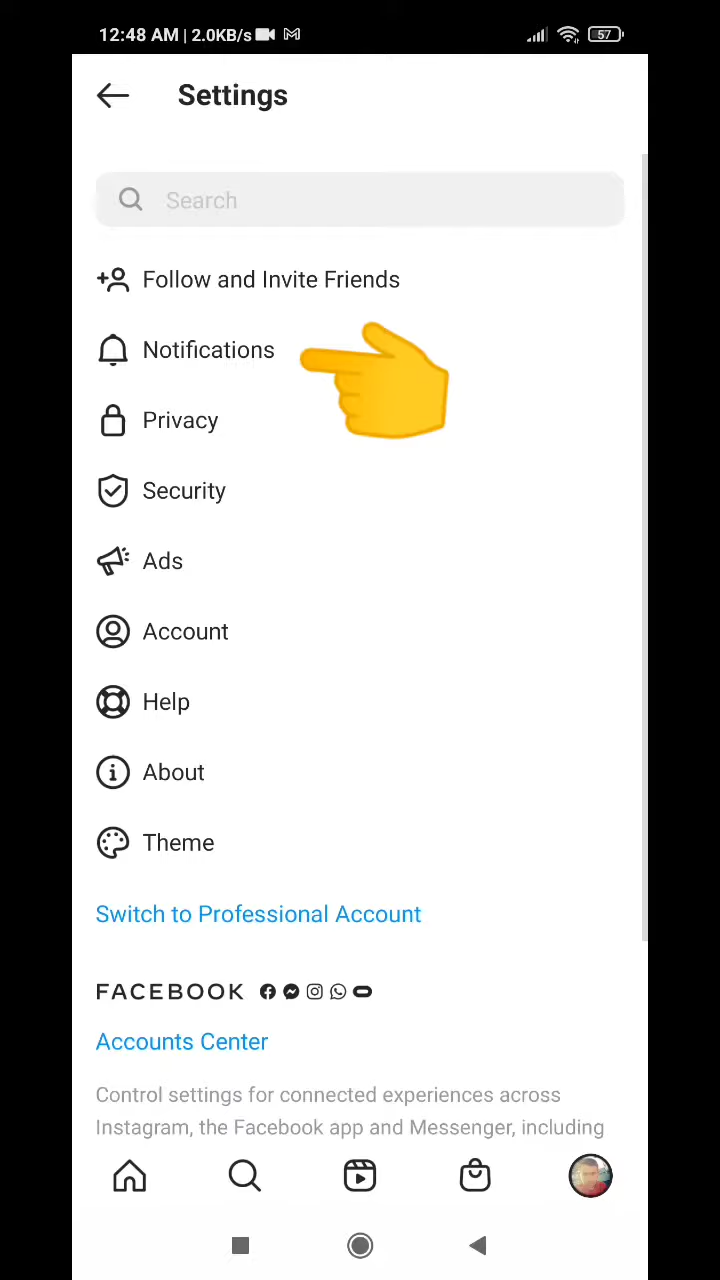 12:48 AM | 2.0KB/s 57
Settings
Search
Follow and Invite Friends
Notifications
Privacy
Security
Ads
Account
Help
About
Theme
Switch to Professional Account
FACEBOOK
Accounts Center
Control settings for connected experiences across
Instagram, the Facebook app and Messenger, including